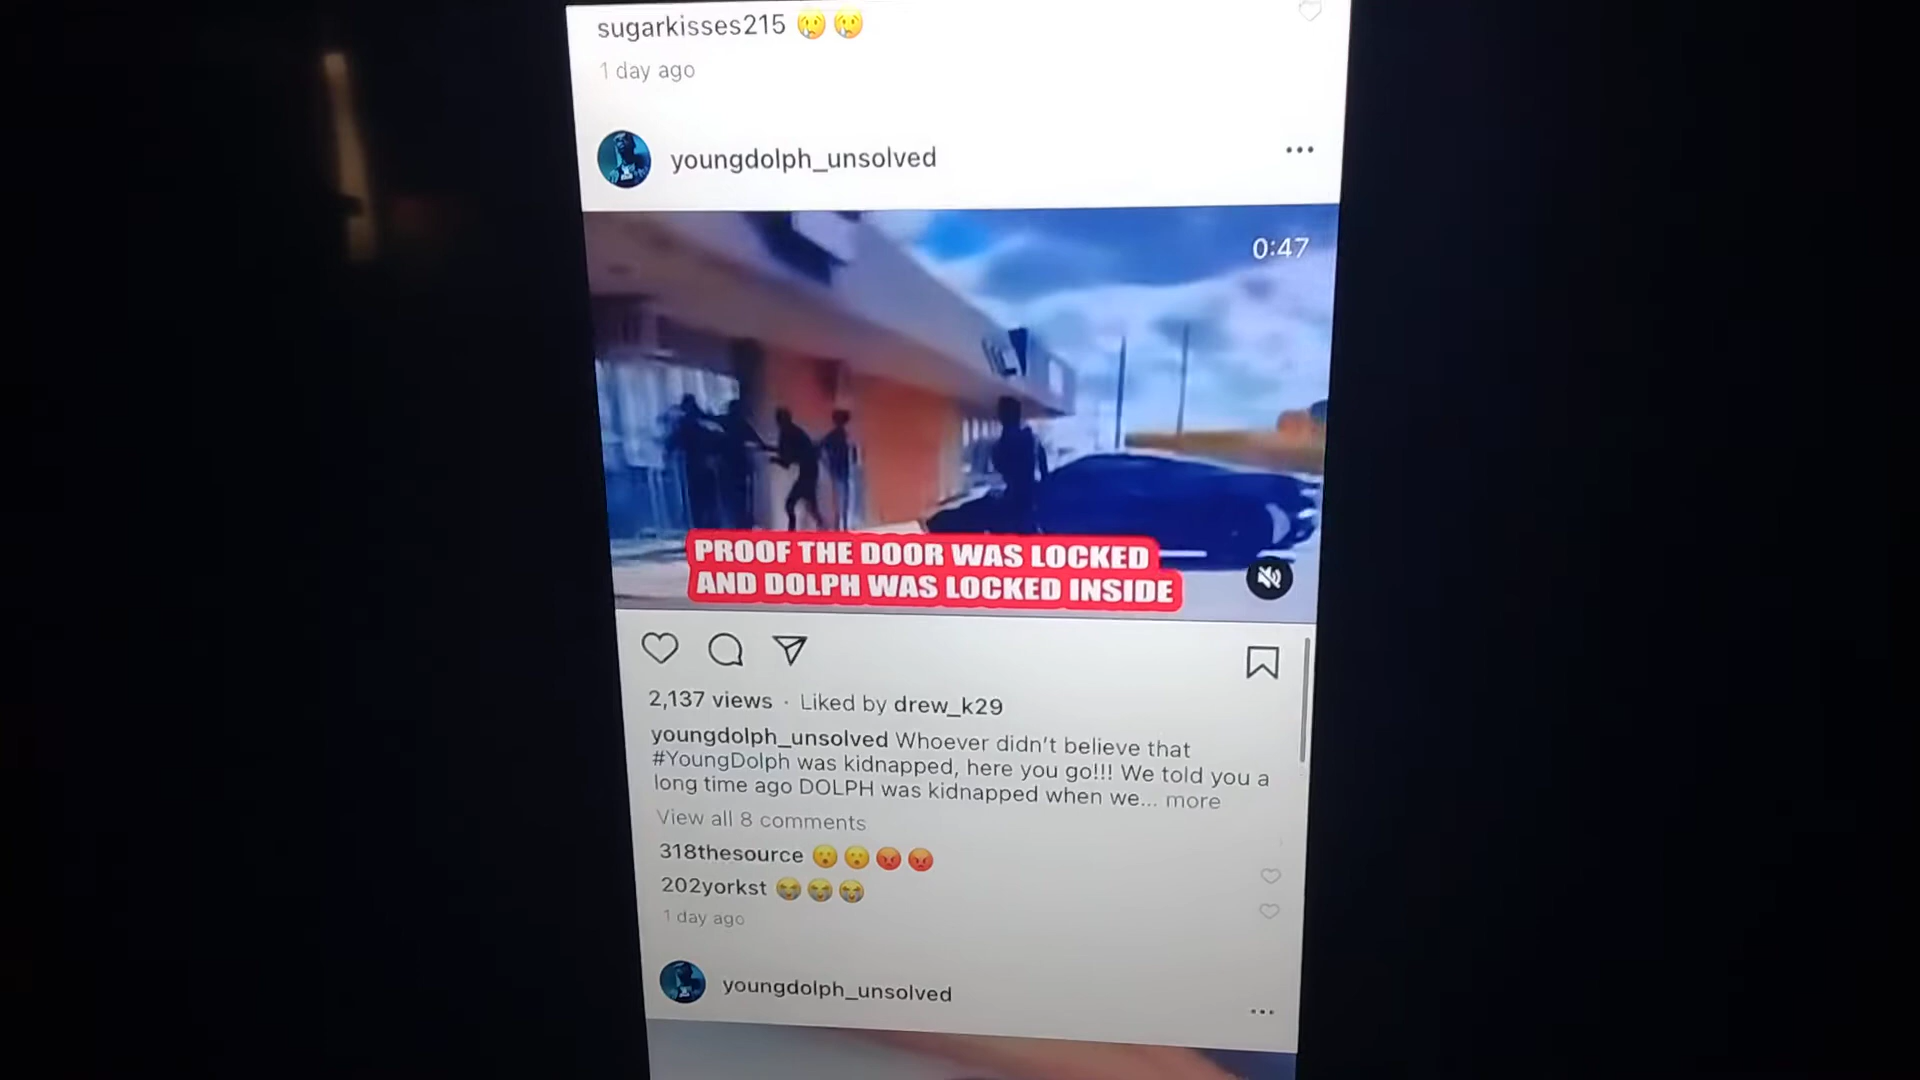 sugarkisses215 😢 😢
1 day ago
youngdolph_unsolved
0:47
PROOF THE DOOR WAS LOCKED
AND DOLPH WAS LOCKED INSIDE
2,137 views · Liked by drew_k29
youngdolph_unsolved Whoever didn't believe that
#YoungDolph was kidnapped, here you go!!! We told you a
long time ago DOLPH was kidnapped when we... more
View all 8 comments
318thesource 😮 😮 😡 😡
202yorkst 😭 😭 😭
1 day ago
youngdolph_unsolved